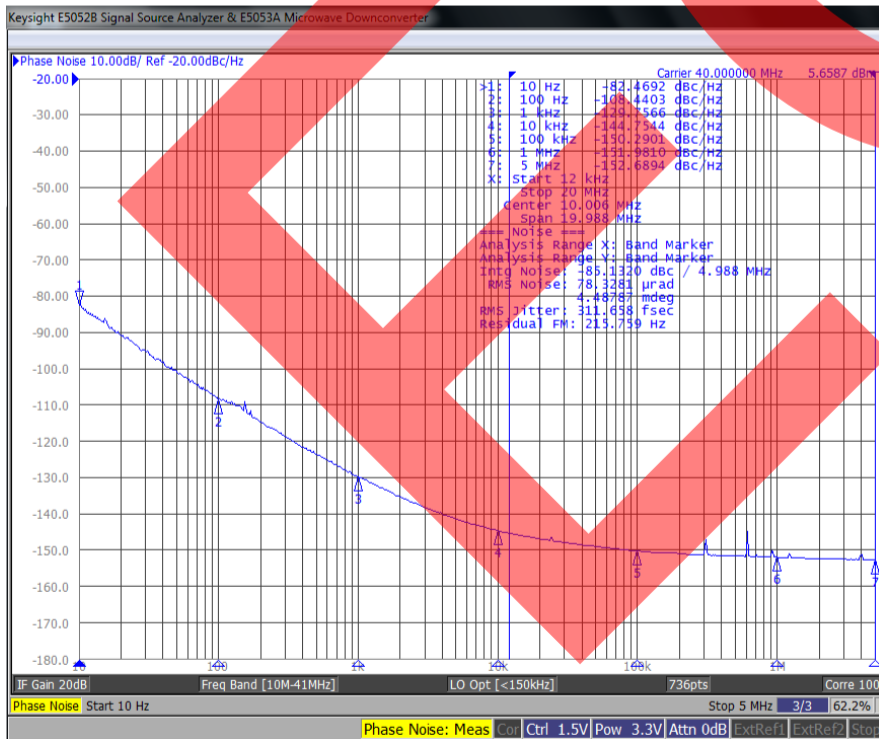 Keysight E5052B Signal Source Analyzer & E5053A Microwave Downconverter
Phase Noise 10.00dB/ Ref -20.00dBc/Hz
Carrier 40.000000 MHz 5.6587 dBm
>1: 10 Hz -82.4692 dBc/Hz
2: 100 Hz -108.4403 dBc/Hz
3: 1 kHz -129.7566 dBc/Hz
4: 10 kHz -144.7544 dBc/Hz
5: 100 kHz -150.2901 dBc/Hz
6: 1 MHz -151.9810 dBc/Hz
7: 5 MHz -152.6894 dBc/Hz
X: Start 12 kHz
Stop 20 MHz
Center 10.006 MHz
Span 19.988 MHz
=== Noise ===
Analysis Range X: Band Marker
Analysis Range Y: Band Marker
Intg Noise: -85.1320 dBc / 4.988 MHz
RMS Noise: 78.3281 µrad
4.48787 mdeg
RMS Jitter: 311.658 fsec
Residual FM: 215.759 Hz
-20.00
-30.00
-40.00
-50.00
-60.00
-70.00
-80.00
-90.00
-100.0
-110.0
-120.0
-130.0
-140.0
-150.0
-160.0
-170.0
-180.0
1
2
3
4
5
6
7
10 100 1k 10k 100k 1M
IF Gain 20dB Freq Band [10M-41MHz] LO Opt [<150kHz] 736pts Corre 100
Phase Noise Start 10 Hz Stop 5 MHz 3/3 62.2%
Phase Noise: Meas Cor Ctrl 1.5V Pow 3.3V Attn 0dB ExtRef1 ExtRef2 Stop